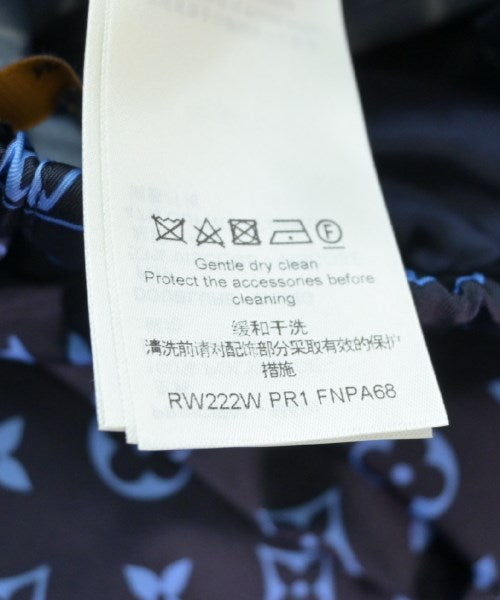 Gentle dry clean
Protect the accessories before
cleaning
缓和干洗
清洗前请对配饰部分采取有效的保护
措施
RW222W PR1 FNPA68